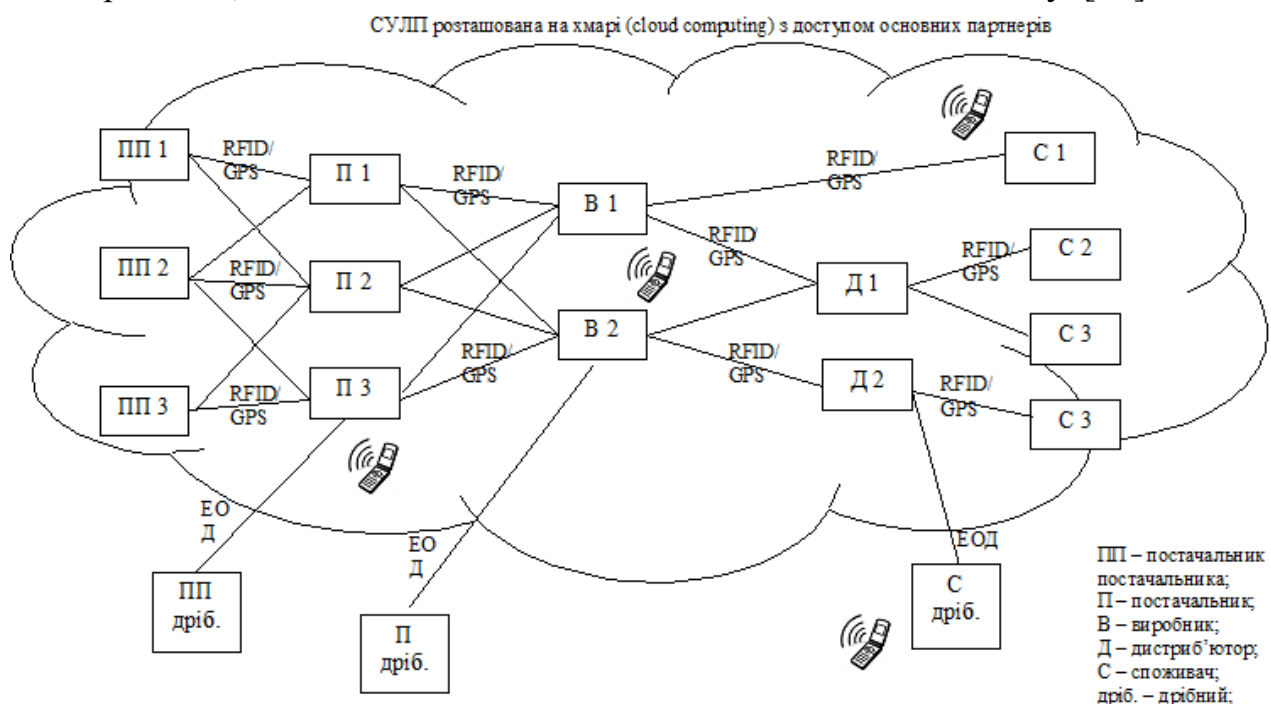 СУЛП розташована на хмарі (cloud computing) з доступом основних партнерів
ПП 1
RFID/
GPS
П 1
RFID/
GPS
В 1
RFID/
GPS
С 1
ПП 2
RFID/
GPS
П 2
RFID/
GPS
Д 1
RFID/
GPS
С 2
В 2
С 3
ПП 3
RFID/
GPS
П 3
RFID/
GPS
RFID/
GPS
Д 2
RFID/
GPS
С 3
ЕО
Д
ЕО
Д
ЕОД
ПП
дріб.
П
дріб.
С
дріб.
ПП – постачальник
постачальника;
П – постачальник;
В – виробник;
Д – дистриб’ютор;
С – споживач;
дріб. – дрібний;